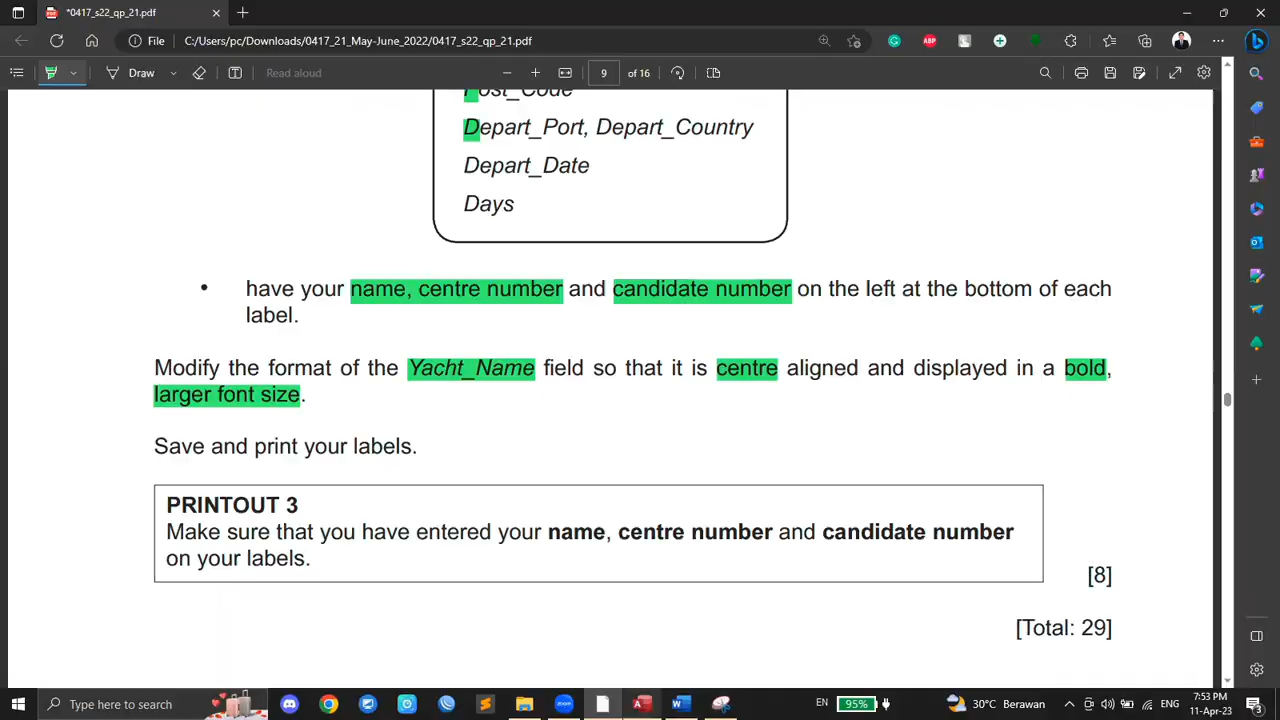 *0417_s22_qp_21.pdf
File
C:/Users/pc/Downloads/0417_21_May-June_2022/0417_s22_qp_21.pdf
ABP
Draw
Read aloud
9
of 16
Post_Code
Depart_Port, Depart_Country
Depart_Date
Days
• have your name, centre number and candidate number on the left at the bottom of each
label.
Modify the format of the Yacht_Name field so that it is centre aligned and displayed in a bold,
larger font size.
Save and print your labels.
PRINTOUT 3
Make sure that you have entered your name, centre number and candidate number
on your labels.
[8]
[Total: 29]
Type here to search
EN
95%
30°C Berawan
ENG
7:53 PM
11-Apr-23
3